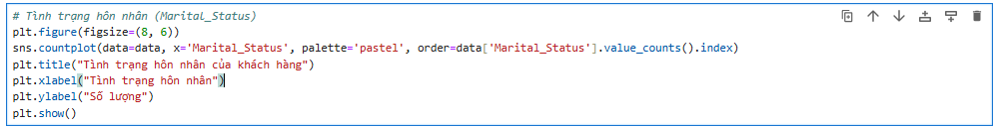 # Tình trạng hôn nhân (Marital_Status)
plt.figure(figsize=(8, 6))
sns.countplot(data=data, x='Marital_Status', palette='pastel', order=data['Marital_Status'].value_counts().index)
plt.title("Tình trạng hôn nhân của khách hàng")
plt.xlabel("Tình trạng hôn nhân")
plt.ylabel("Số lượng")
plt.show()